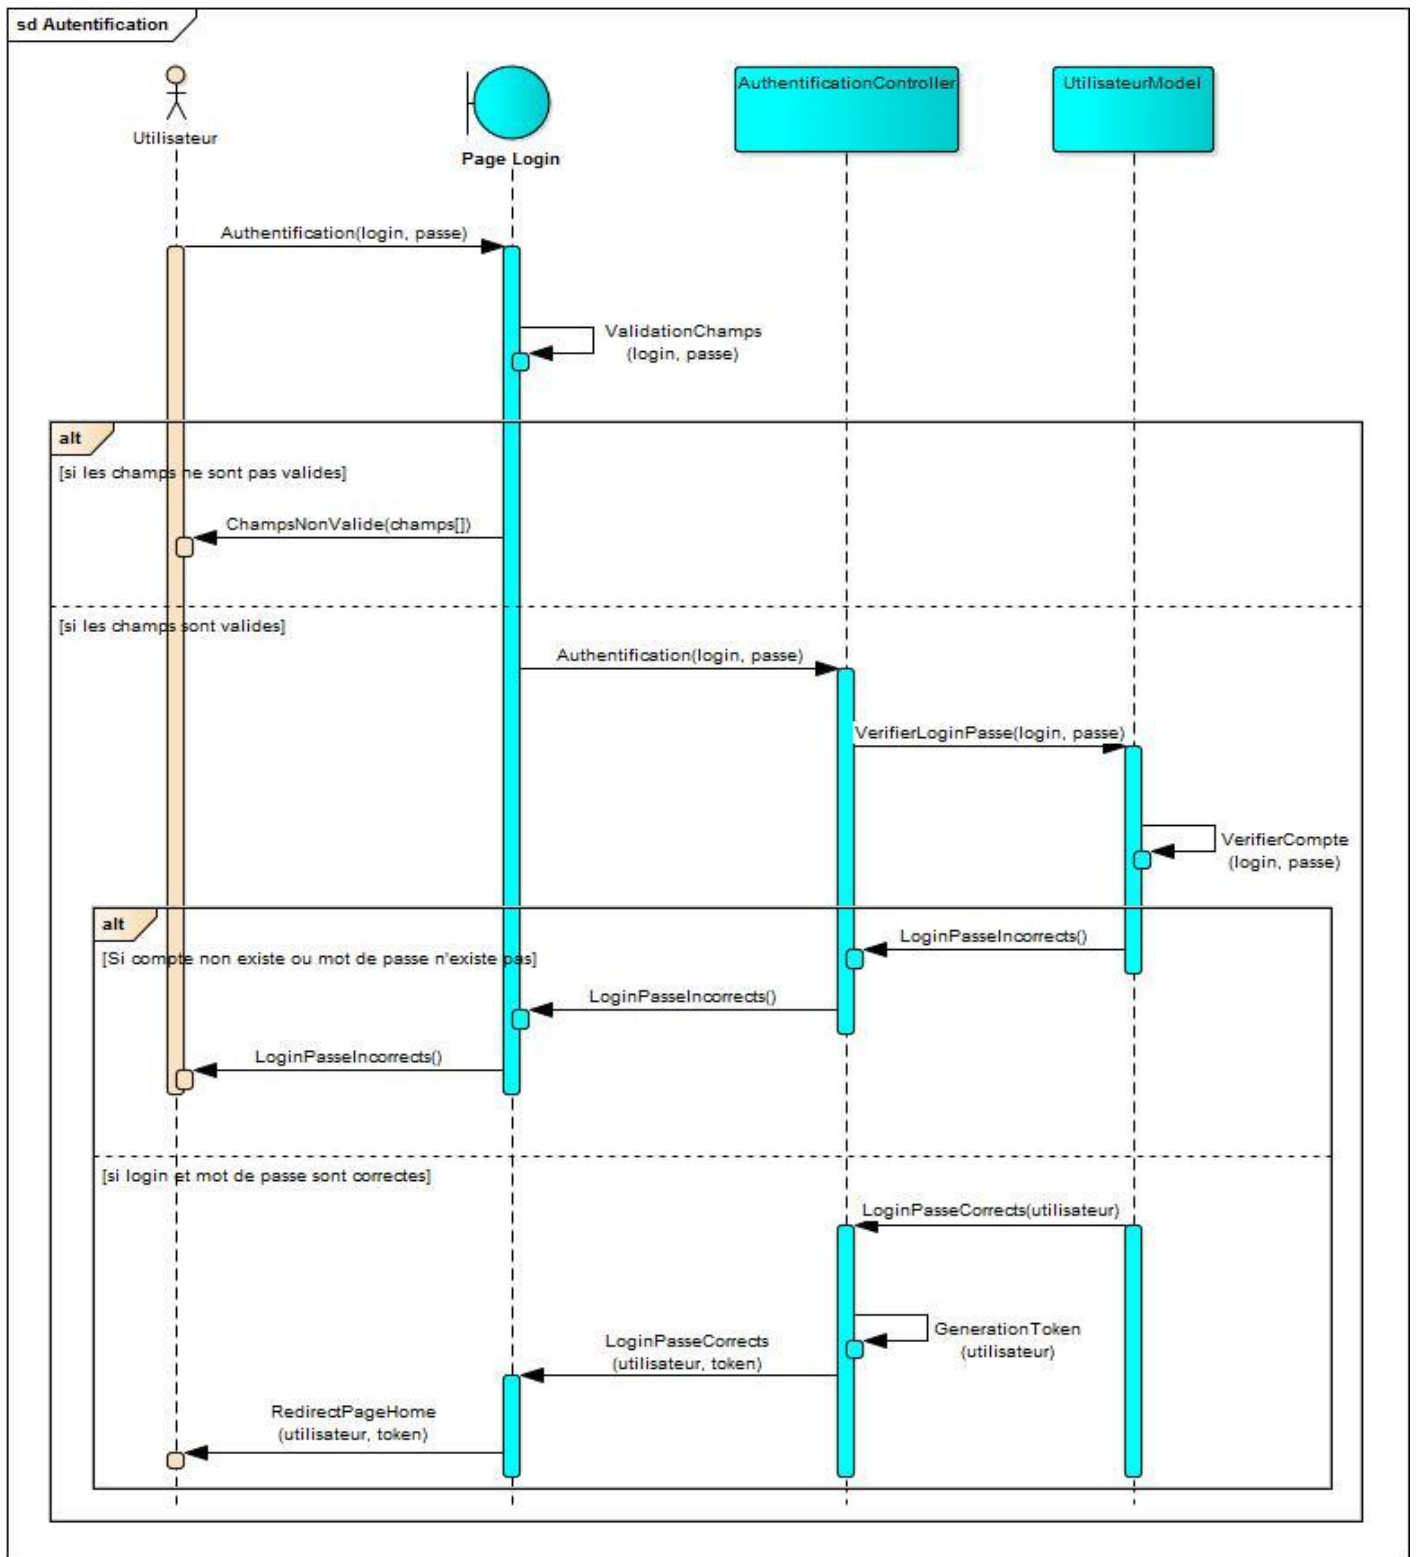 sd Autentification
Utilisateur
Page Login
AuthentificationController
UtilisateurModel
Authentification(login, passe)
ValidationChamps
(login, passe)
alt
[si les champs ne sont pas valides]
ChampsNonValide(champs[])
[si les champs sont valides]
Authentification(login, passe)
VerifierLoginPasse(login, passe)
VerifierCompte
(login, passe)
alt
LoginPasseIncorrects()
[Si compte non existe ou mot de passe n'existe pas]
LoginPasseIncorrects()
LoginPasseIncorrects()
[si login et mot de passe sont correctes]
LoginPasseCorrects(utilisateur)
GenerationToken
(utilisateur)
LoginPasseCorrects
(utilisateur, token)
RedirectPageHome
(utilisateur, token)